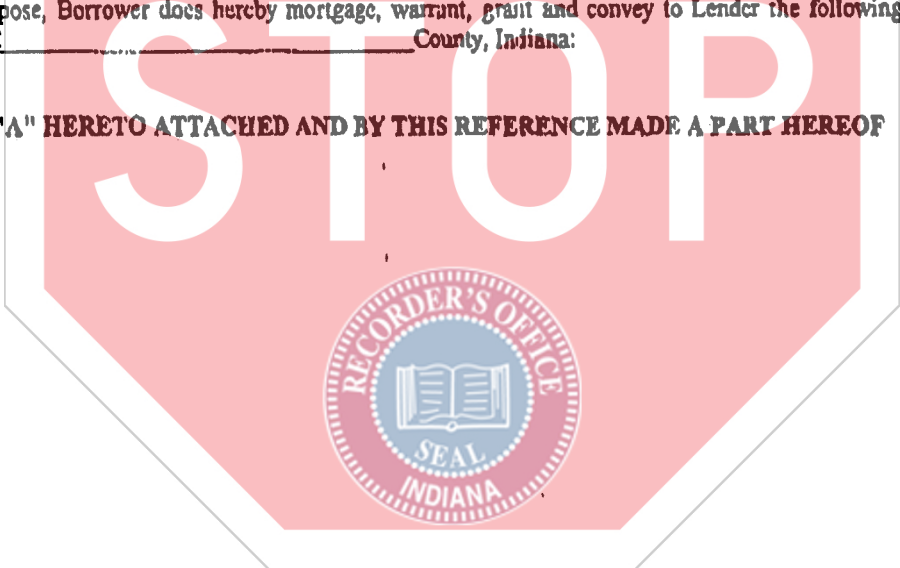 pose, Borrower does hereby mortgage, warrant, grant and convey to Lender the following
County, Indiana:
"A" HERETO ATTACHED AND BY THIS REFERENCE MADE A PART HEREOF
STOP
RECORDER'S OFFICE
SEAL
INDIANA